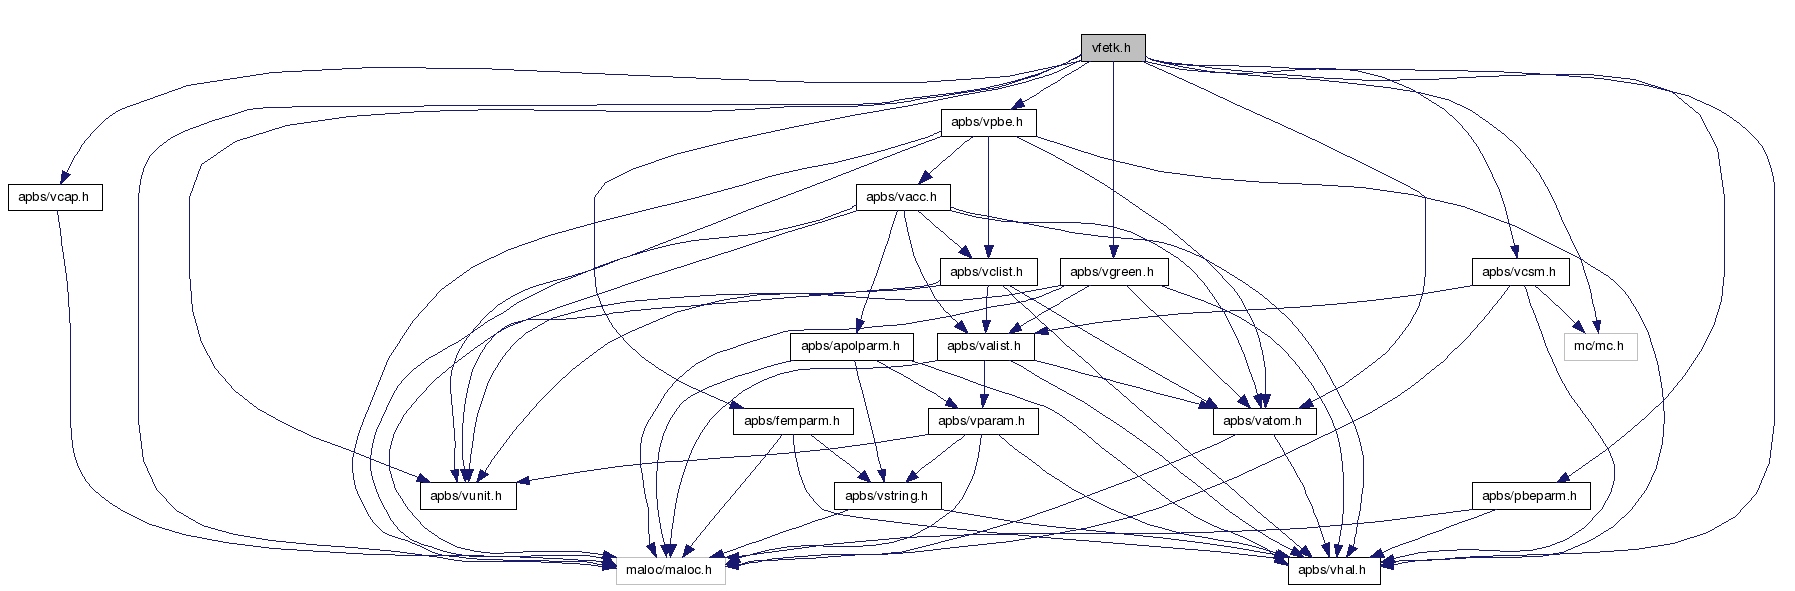 vfetk.h
apbs/vpbe.h
apbs/vcap.h
apbs/vacc.h
apbs/vclist.h
apbs/vgreen.h
apbs/vcsm.h
apbs/apolparm.h
apbs/valist.h
mc/mc.h
apbs/femparm.h
apbs/vparam.h
apbs/vatom.h
apbs/vunit.h
apbs/vstring.h
apbs/pbeparm.h
maloc/maloc.h
apbs/vhal.h